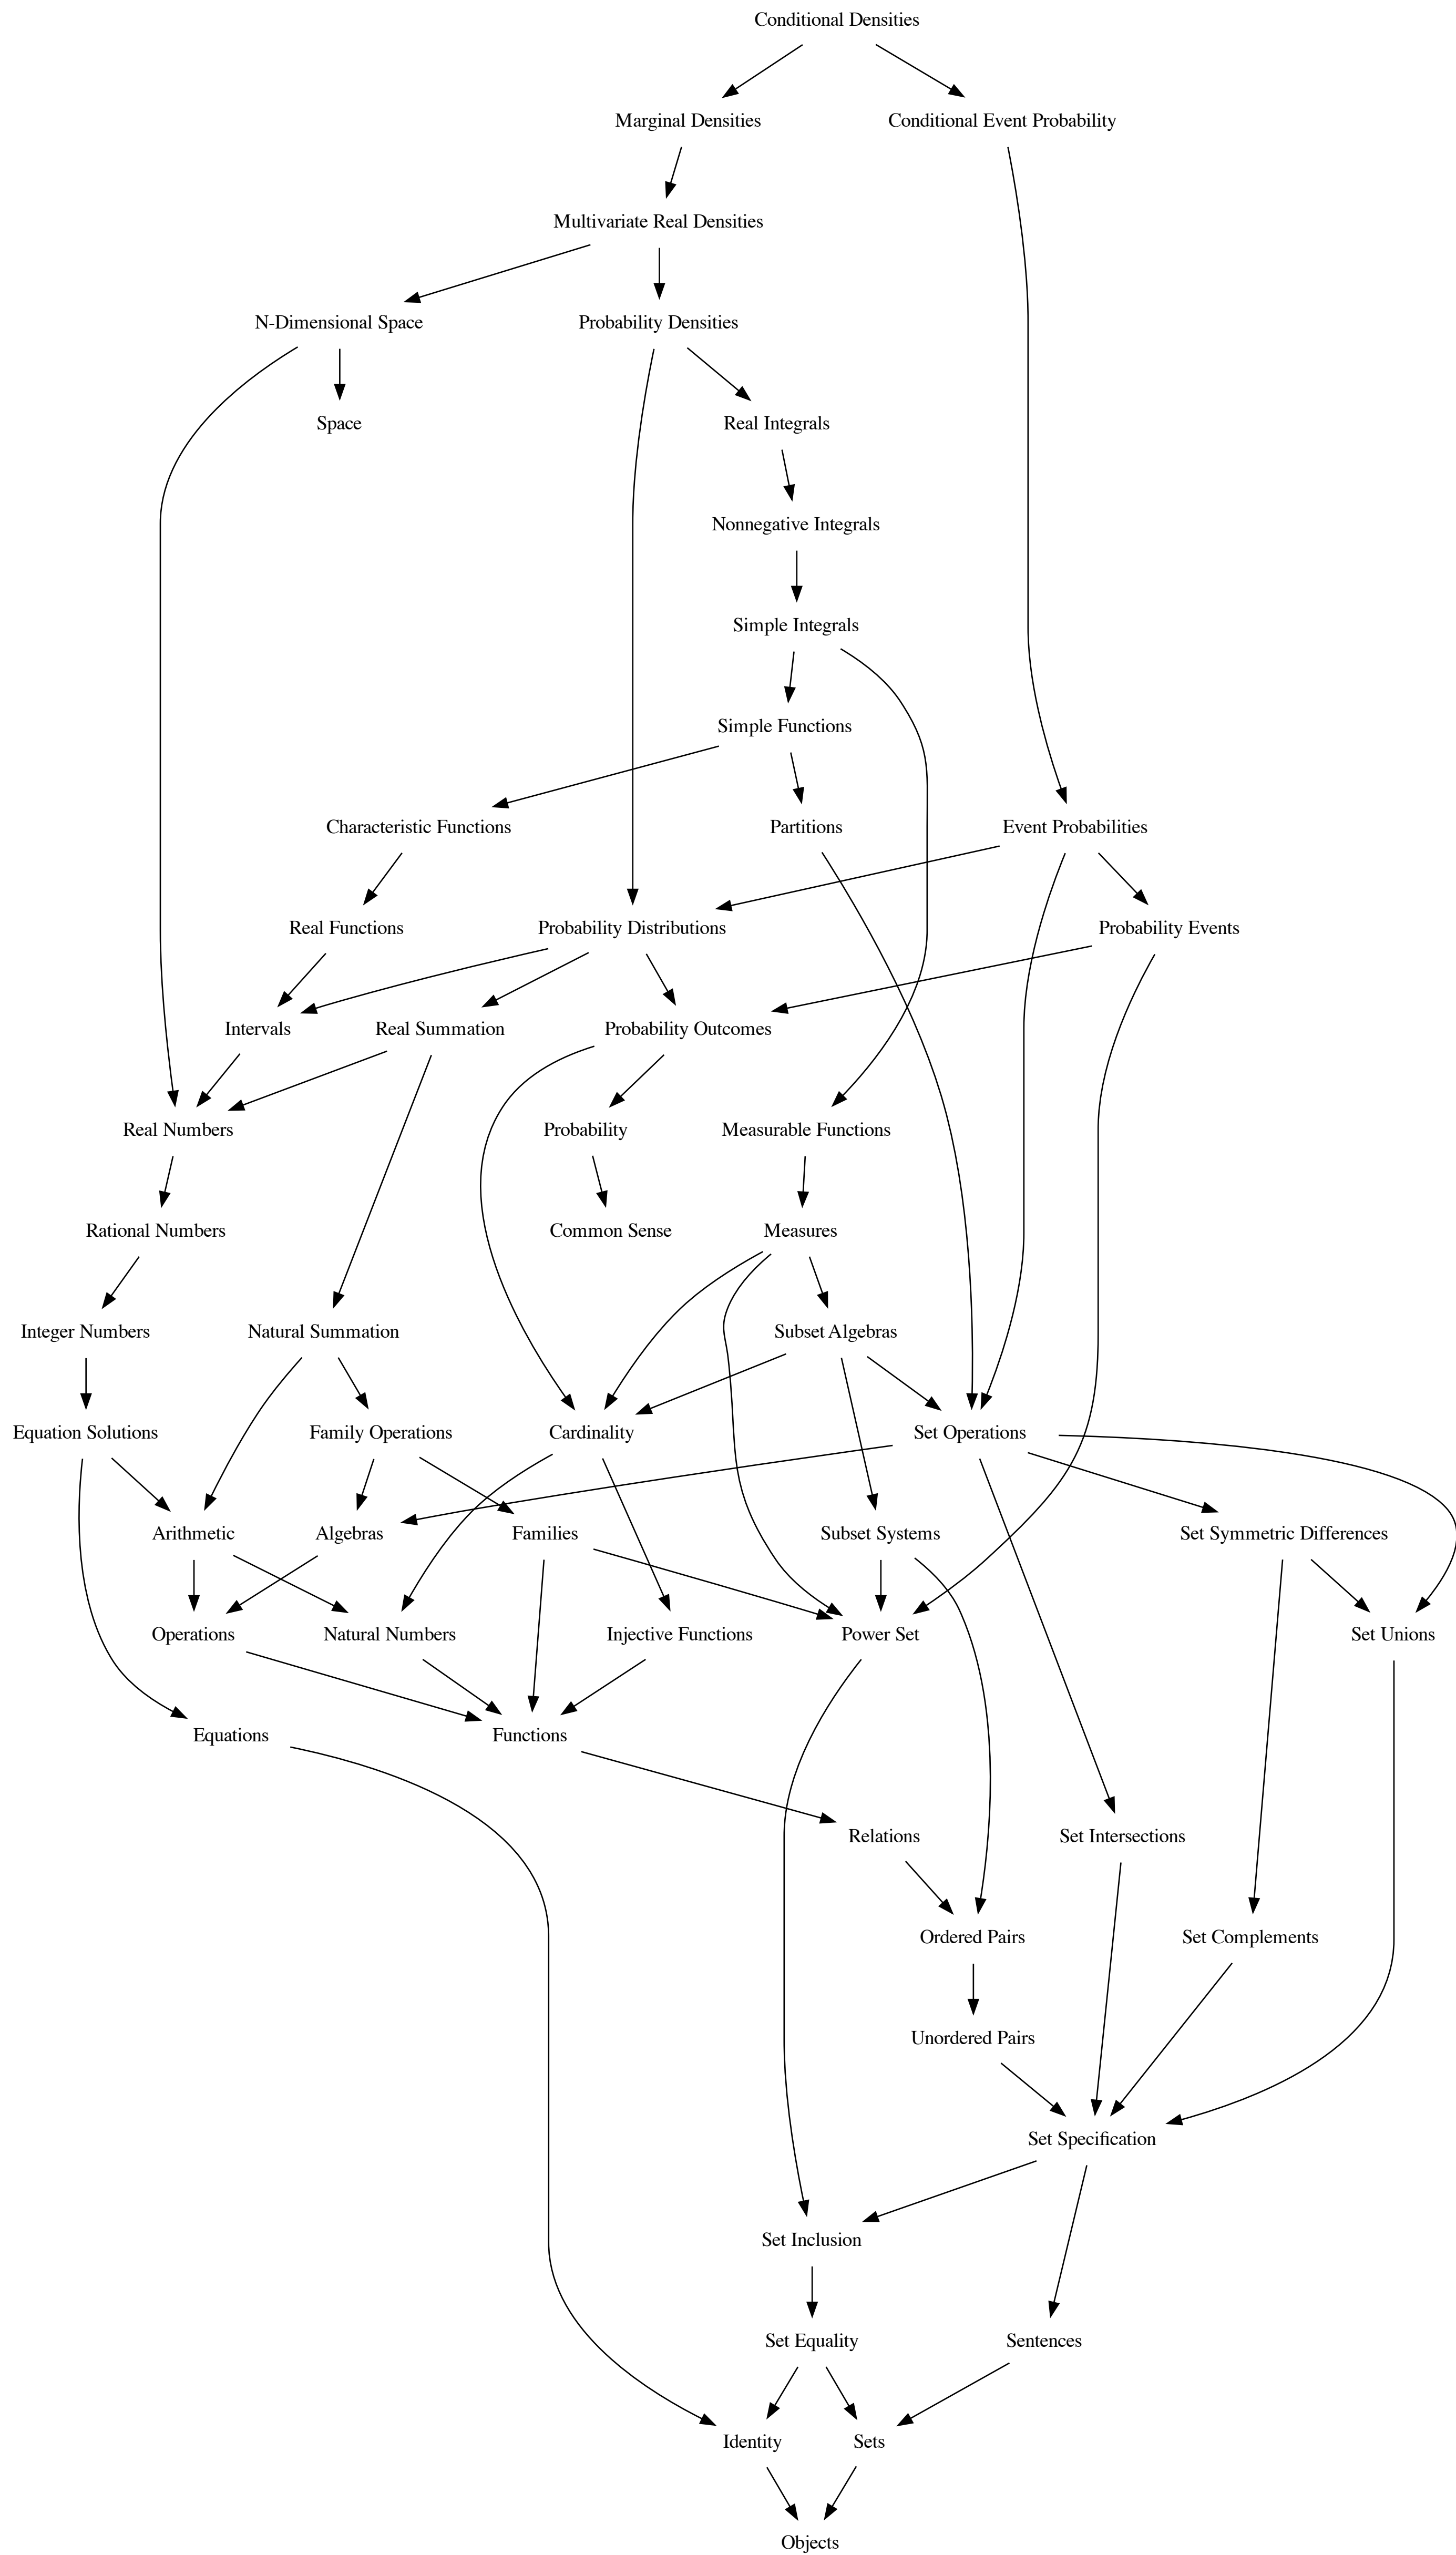 Conditional Densities
Marginal Densities
Conditional Event Probability
Multivariate Real Densities
N-Dimensional Space
Probability Densities
Space
Real Integrals
Nonnegative Integrals
Simple Integrals
Simple Functions
Characteristic Functions
Partitions
Event Probabilities
Real Functions
Probability Distributions
Probability Events
Intervals
Real Summation
Probability Outcomes
Real Numbers
Probability
Measurable Functions
Rational Numbers
Common Sense
Measures
Integer Numbers
Natural Summation
Subset Algebras
Equation Solutions
Family Operations
Cardinality
Set Operations
Arithmetic
Algebras
Families
Subset Systems
Set Symmetric Differences
Operations
Natural Numbers
Injective Functions
Power Set
Set Unions
Equations
Functions
Relations
Set Intersections
Ordered Pairs
Set Complements
Unordered Pairs
Set Specification
Set Inclusion
Set Equality
Sentences
Identity
Sets
Objects